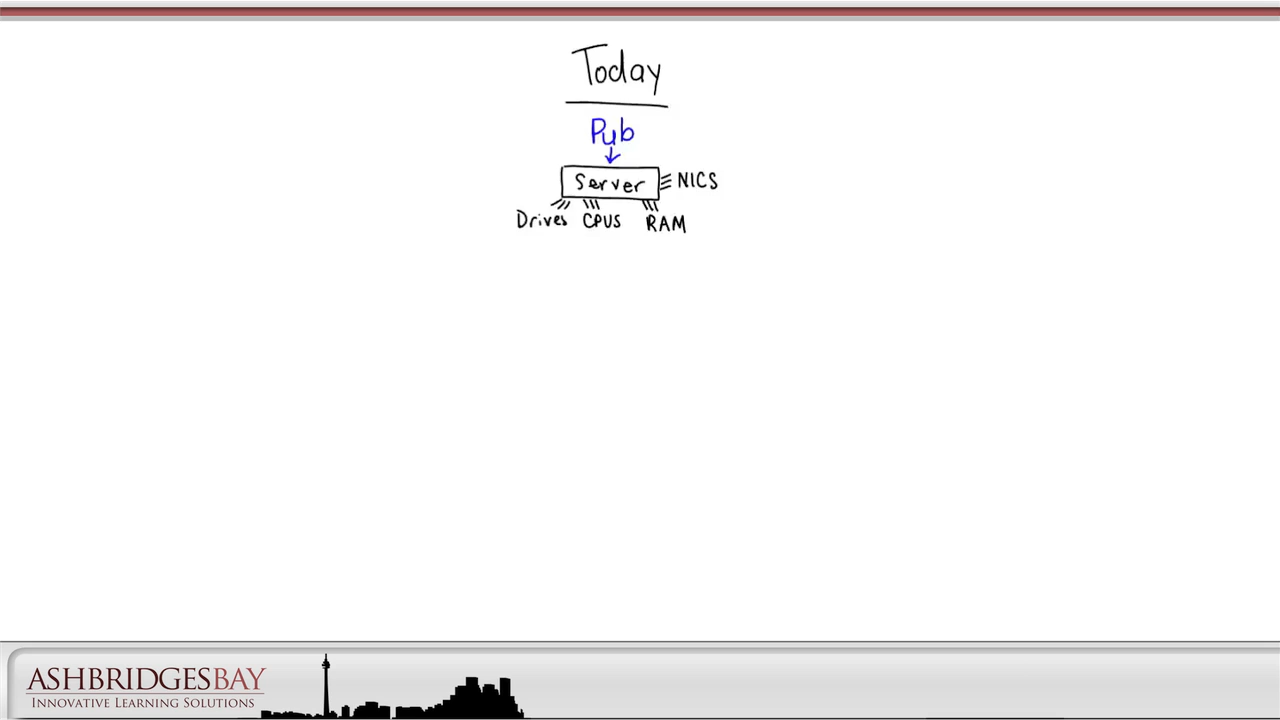 Today
Pub
Server
NICS
Drives CPUS RAM
ASHBRIDGESBAY
INNOVATIVE LEARNING SOLUTIONS